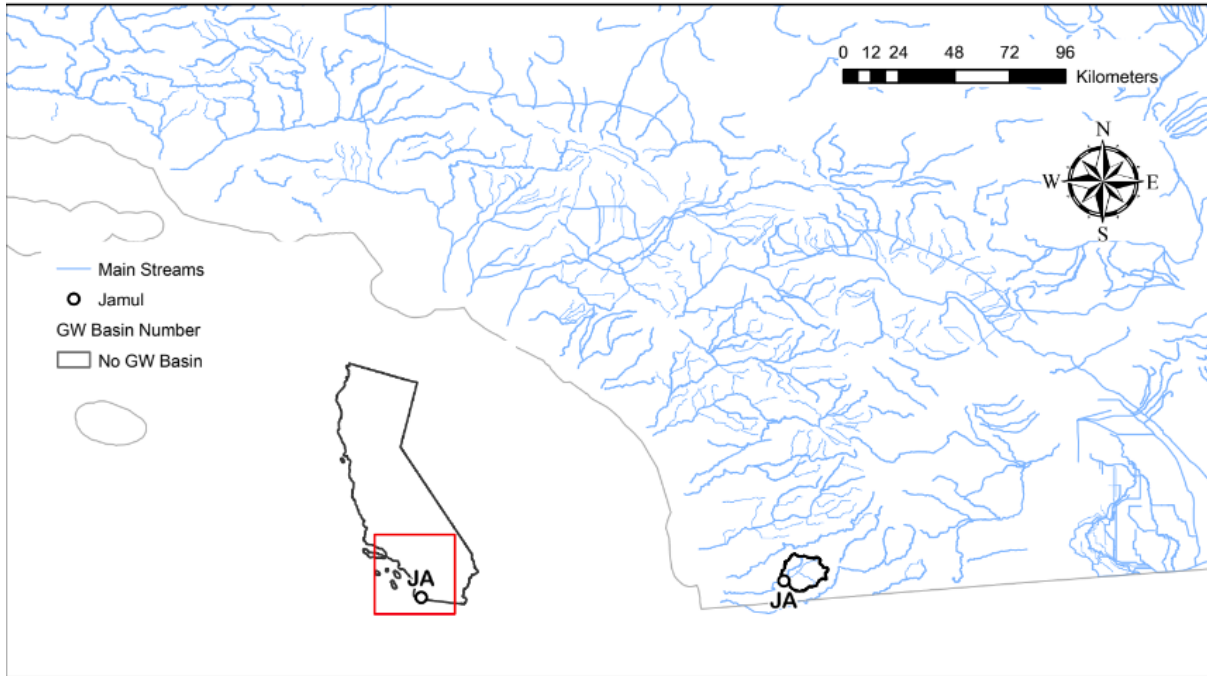 0 12 24 48 72 96
Kilometers
N
W E
S
Main Streams
Jamul
GW Basin Number
No GW Basin
JA
JA